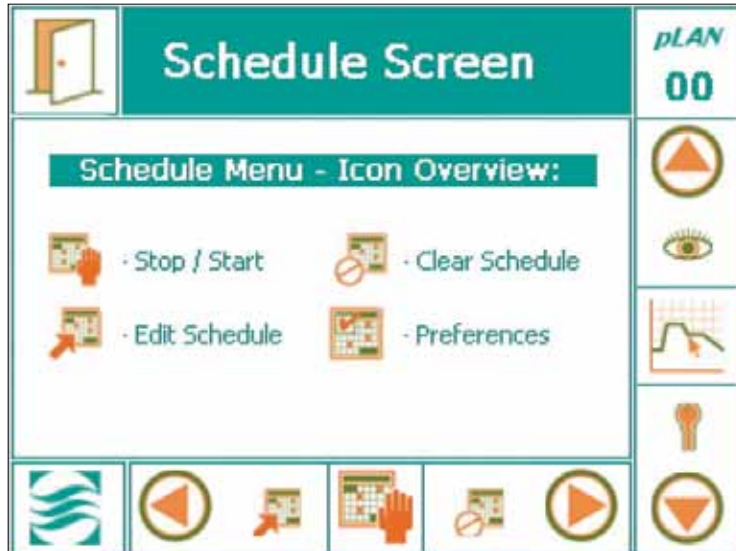 Schedule Screen
pLAN
00
Schedule Menu - Icon Overview:
· Stop / Start
· Clear Schedule
· Edit Schedule
· Preferences